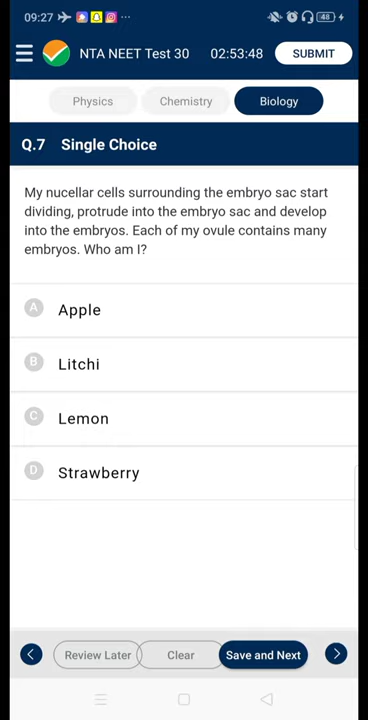 09:27 48
NTA NEET Test 30 02:53:48 SUBMIT
Physics Chemistry Biology
Q.7 Single Choice
My nucellar cells surrounding the embryo sac start
dividing, protrude into the embryo sac and develop
into the embryos. Each of my ovule contains many
embryos. Who am I?
A Apple
B Litchi
C Lemon
D Strawberry
Review Later Clear Save and Next